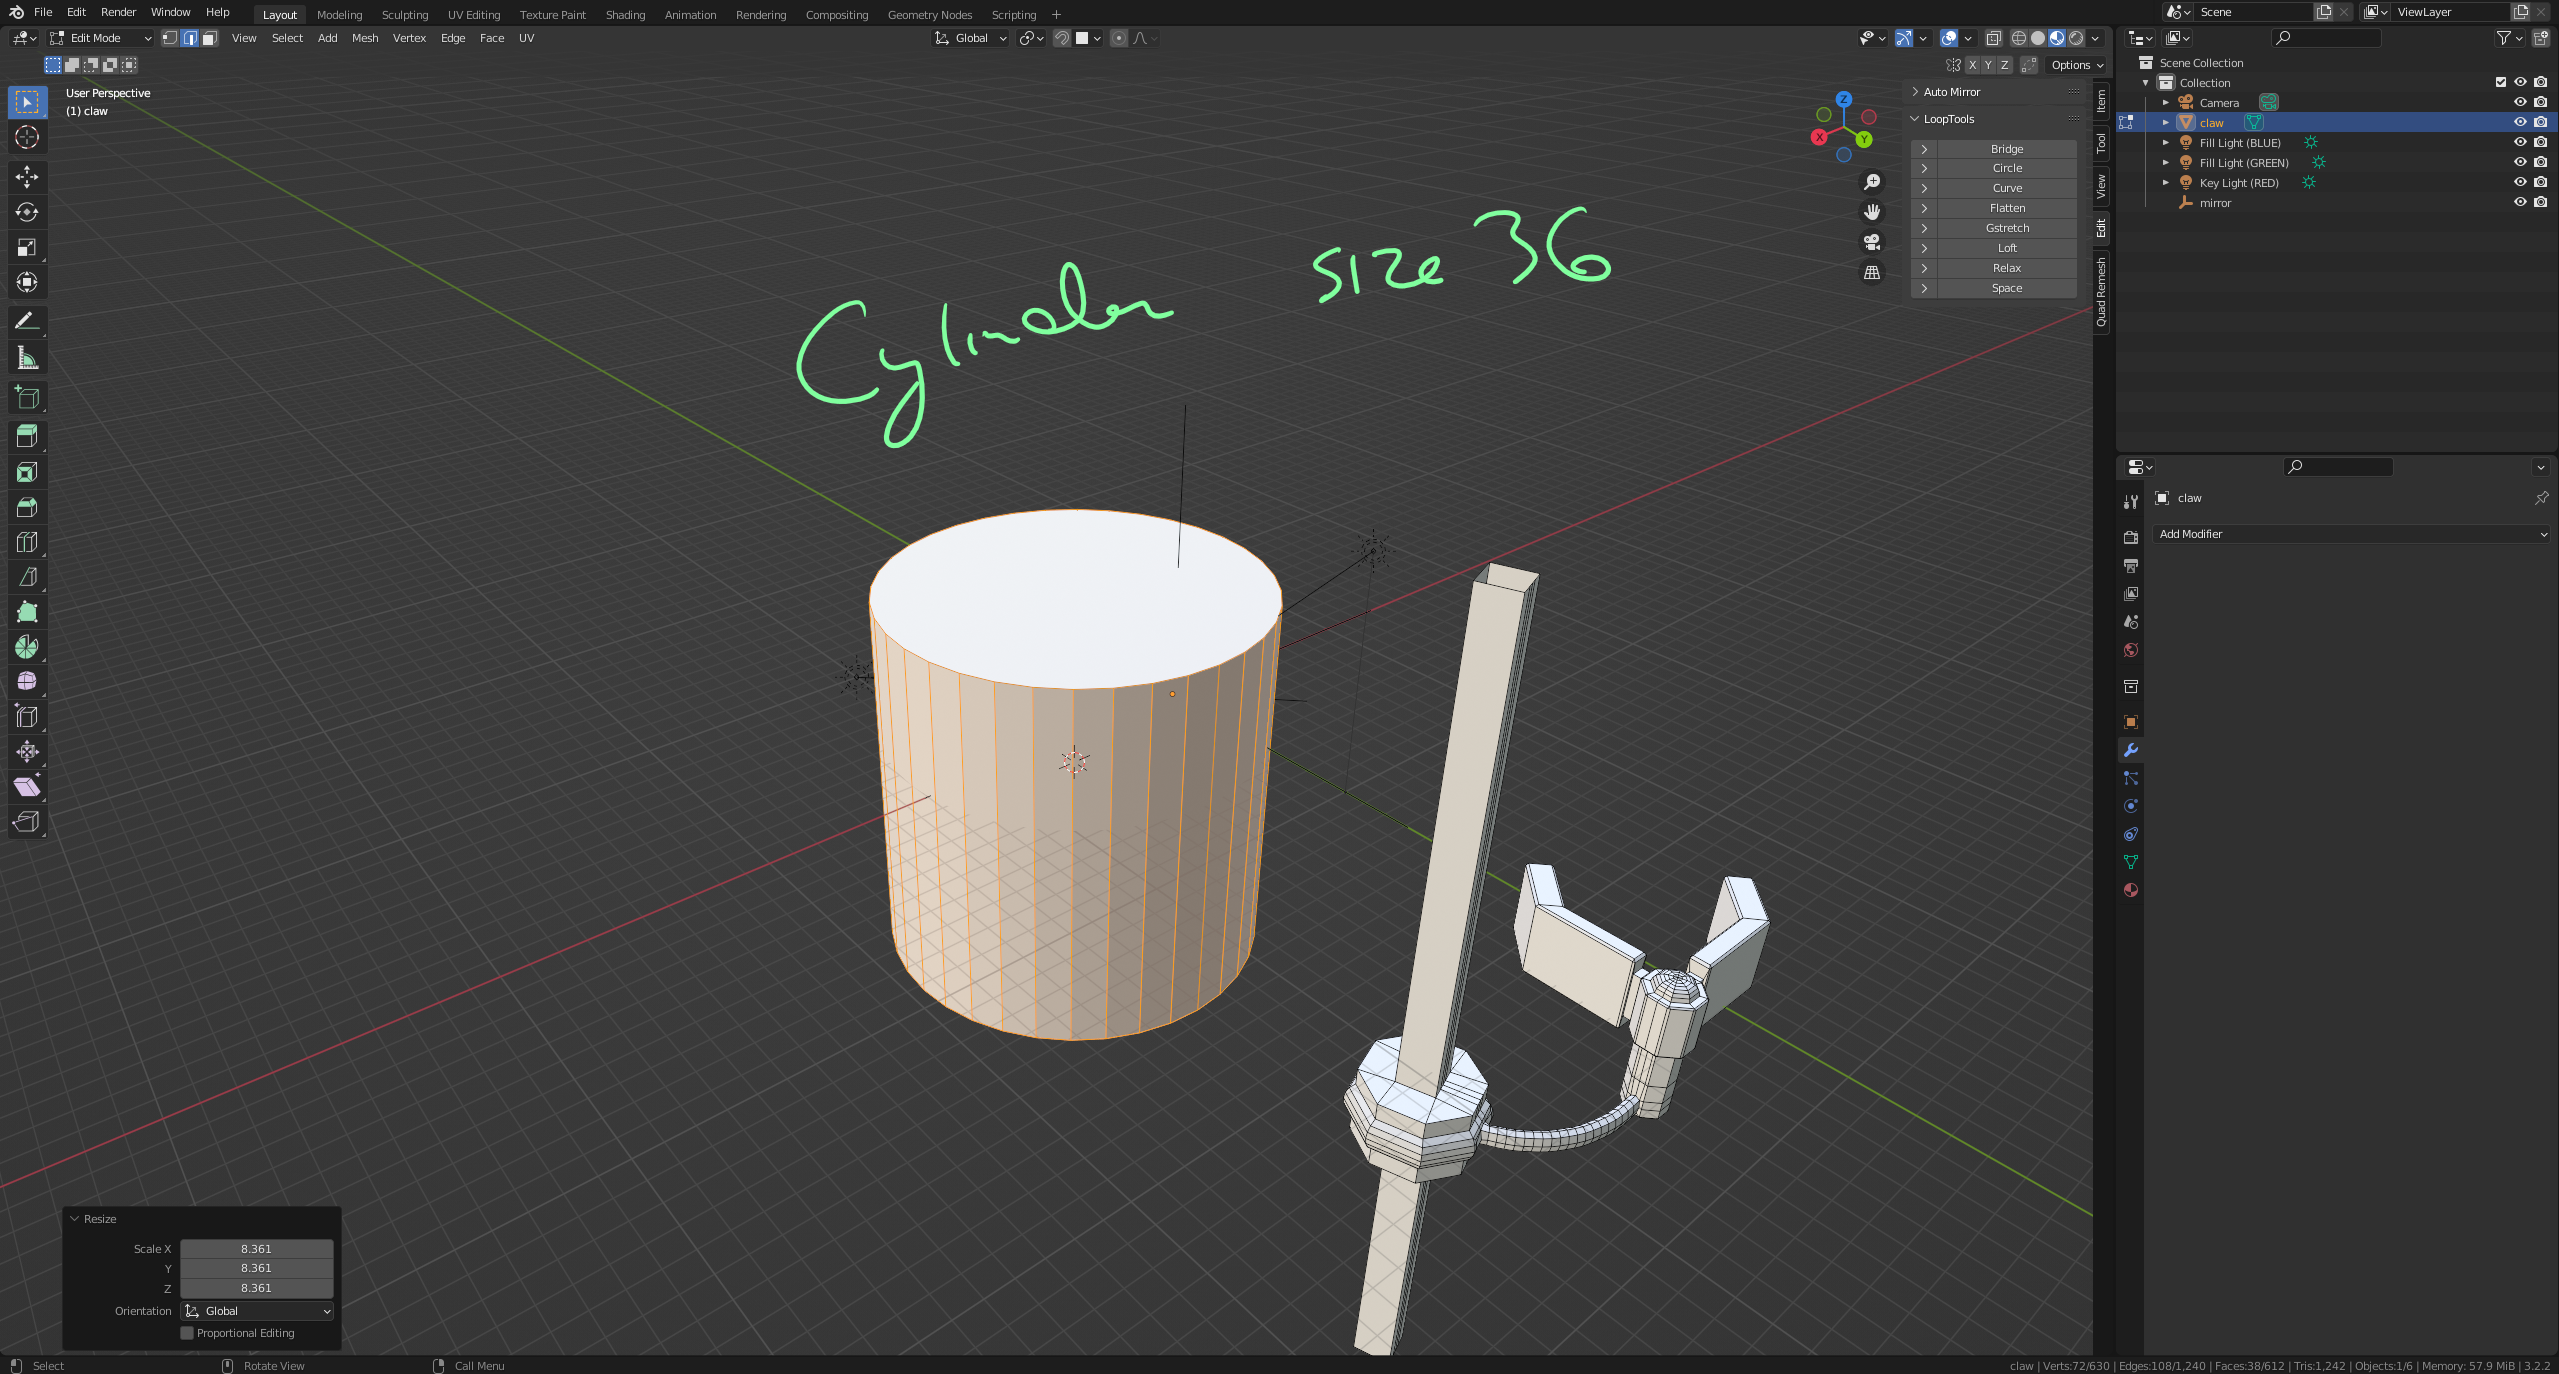 File Edit Render Window Help Layout Modeling Sculpting UV Editing Texture Paint Shading Animation Rendering Compositing Geometry Nodes Scripting + Scene ViewLayer
Edit Mode View Select Add Mesh Vertex Edge Face UV Global
X Y Z Options
User Perspective
(1) claw
Cylinder size 36
Z
X
Y
Auto Mirror
LoopTools
Bridge
Circle
Curve
Flatten
Gstretch
Loft
Relax
Space
Item
Tool
View
Edit
Quad Remesh
Scene Collection
Collection
Camera
claw
Fill Light (BLUE)
Fill Light (GREEN)
Key Light (RED)
mirror
claw
Add Modifier
Resize
Scale X 8.361
Y 8.361
Z 8.361
Orientation Global
Proportional Editing
Select Rotate View Call Menu
claw | Verts:72/630 | Edges:108/1,240 | Faces:38/612 | Tris:1,242 | Objects:1/6 | Memory: 57.9 MiB | 3.2.2